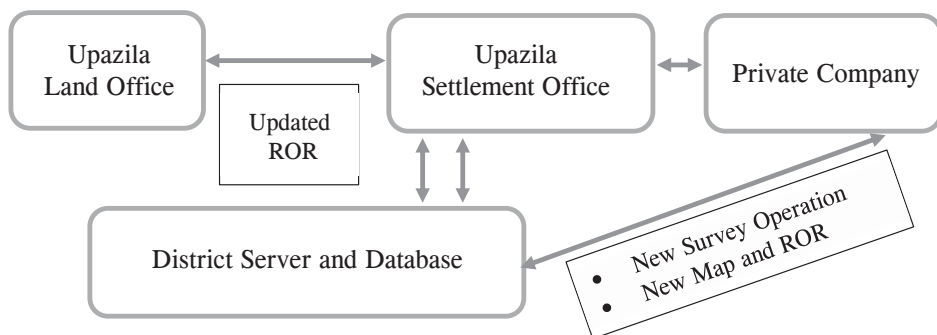 Upazila
Land Office
Upazila
Settlement Office
Private Company
Updated
ROR
District Server and Database
• New Survey Operation
• New Map and ROR